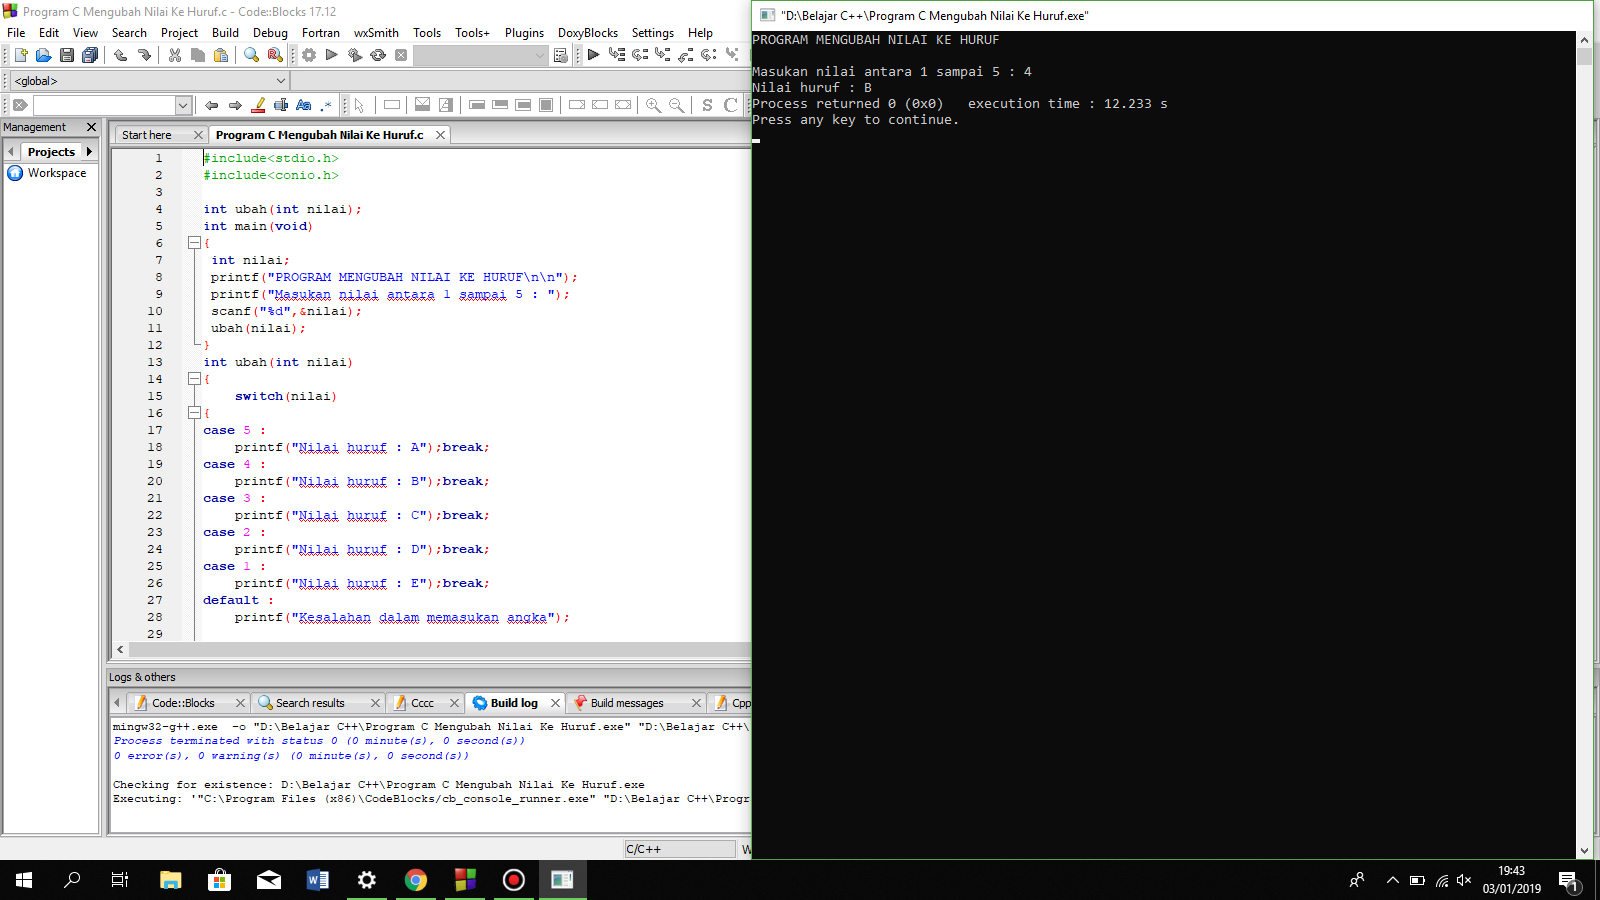 Program C Mengubah Nilai Ke Huruf.c - Code::Blocks 17.12
File Edit View Search Project Build Debug Fortran wxSmith Tools Tools+ Plugins DoxyBlocks Settings Help
<global>
Management
Projects
Workspace
Start here
Program C Mengubah Nilai Ke Huruf.c
1 #include<stdio.h>
2 #include<conio.h>
3
4 int ubah(int nilai);
5 int main(void)
6 {
7 int nilai;
8 printf("PROGRAM MENGUBAH NILAI KE HURUF\n\n");
9 printf("Masukan nilai antara 1 sampai 5 : ");
10 scanf("%d",&nilai);
11 ubah(nilai);
12 }
13 int ubah(int nilai)
14 {
15 switch(nilai)
16 {
17 case 5 :
18 printf("Nilai huruf : A");break;
19 case 4 :
20 printf("Nilai huruf : B");break;
21 case 3 :
22 printf("Nilai huruf : C");break;
23 case 2 :
24 printf("Nilai huruf : D");break;
25 case 1 :
26 printf("Nilai huruf : E");break;
27 default :
28 printf("Kesalahan dalam memasukan angka");
29
Logs & others
Code::Blocks Search results Cccc Build log Build messages Cpp
mingw32-g++.exe -o "D:\Belajar C++\Program C Mengubah Nilai Ke Huruf.exe" "D:\Belajar C++\
Process terminated with status 0 (0 minute(s), 0 second(s))
0 error(s), 0 warning(s) (0 minute(s), 0 second(s))
Checking for existence: D:\Belajar C++\Program C Mengubah Nilai Ke Huruf.exe
Executing: '"C:\Program Files (x86)\CodeBlocks/cb_console_runner.exe" "D:\Belajar C++\Progr
C/C++ W
"D:\Belajar C++\Program C Mengubah Nilai Ke Huruf.exe"
PROGRAM MENGUBAH NILAI KE HURUF
Masukan nilai antara 1 sampai 5 : 4
Nilai huruf : B
Process returned 0 (0x0) execution time : 12.233 s
Press any key to continue.
19:43
03/01/2019
1